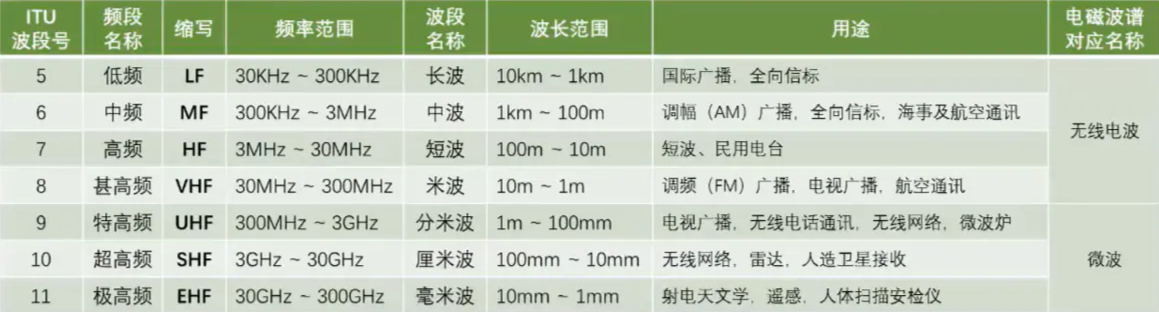 ITU 波段号 频段名称 缩写 频率范围 波段名称 波长范围 用途 电磁波谱对应名称
5 低频 LF 30KHz ~ 300KHz 长波 10km ~ 1km 国际广播，全向信标
6 中频 MF 300KHz ~ 3MHz 中波 1km ~ 100m 调幅（AM）广播，全向信标，海事及航空通讯
7 高频 HF 3MHz ~ 30MHz 短波 100m ~ 10m 短波、民用电台
8 甚高频 VHF 30MHz ~ 300MHz 米波 10m ~ 1m 调频（FM）广播，电视广播，航空通讯
无线电波
9 特高频 UHF 300MHz ~ 3GHz 分米波 1m ~ 100mm 电视广播，无线电话通讯，无线网络，微波炉
10 超高频 SHF 3GHz ~ 30GHz 厘米波 100mm ~ 10mm 无线网络，雷达，人造卫星接收
11 极高频 EHF 30GHz ~ 300GHz 毫米波 10mm ~ 1mm 射电天文学，遥感，人体扫描安检仪
微波